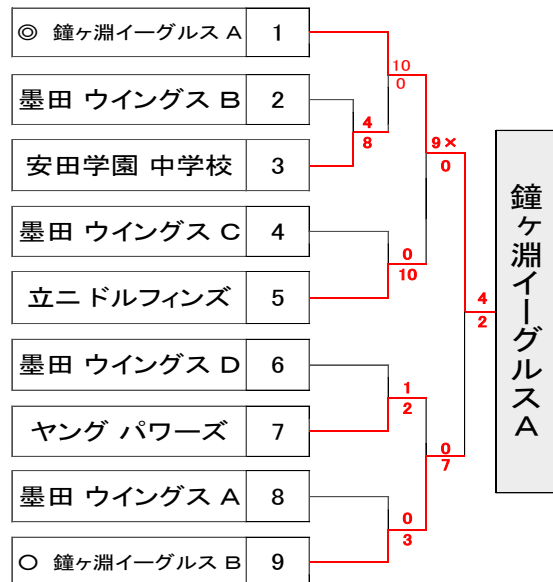 ◎ 鐘ヶ淵イーグルス A 1
10
0
墨田 ウイングス B 2
4
8
9×
0
安田学園 中学校 3
墨田 ウイングス C 4
0
10
立ニ ドルフィンズ 5
4
2
鐘ヶ淵イーグルスA
墨田 ウイングス D 6
1
2
ヤング パワーズ 7
0
7
墨田 ウイングス A 8
0
3
○ 鐘ヶ淵イーグルス B 9